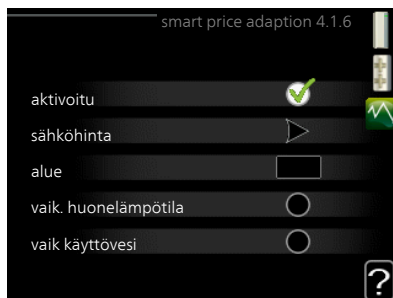 smart price adaption 4.1.6
aktivoitu
sähköhinta
alue
vaik. huonelämpötila
vaik käyttövesi
?